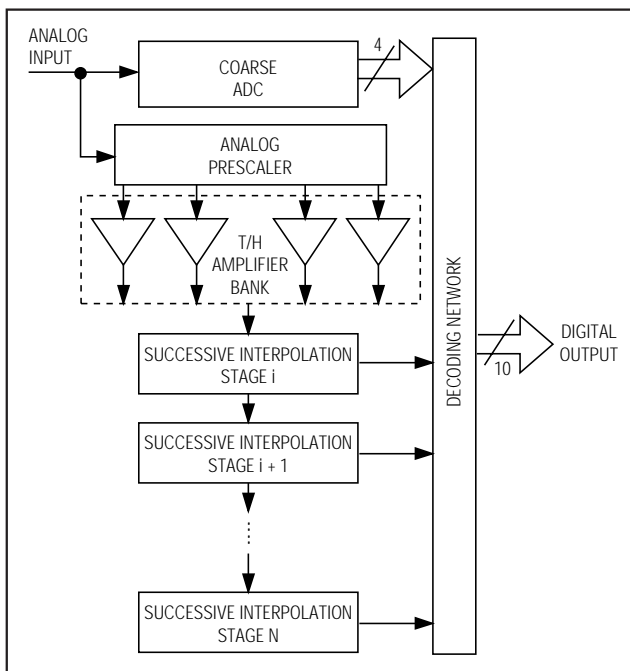 ANALOG
INPUT
COARSE
ADC
4
ANALOG
PRESCALER
T/H
AMPLIFIER
BANK
SUCCESSIVE INTERPOLATION
STAGE i
SUCCESSIVE INTERPOLATION
STAGE i + 1
SUCCESSIVE INTERPOLATION
STAGE N
DECODING NETWORK
10
DIGITAL
OUTPUT